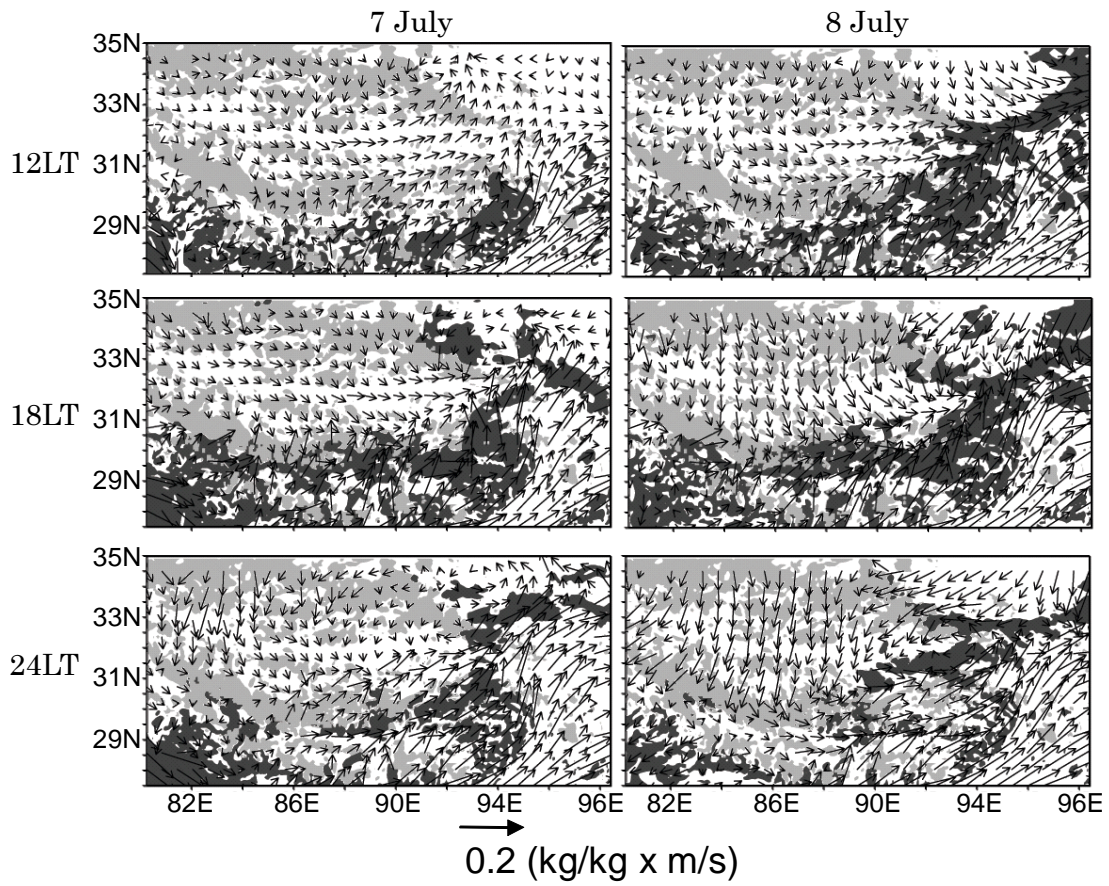 7 July
8 July
35N
33N
12LT 31N
29N
35N
33N
18LT 31N
29N
35N
33N
24LT 31N
29N
82E 86E 90E 94E 96E 82E 86E 90E 94E 96E
0.2 (kg/kg x m/s)